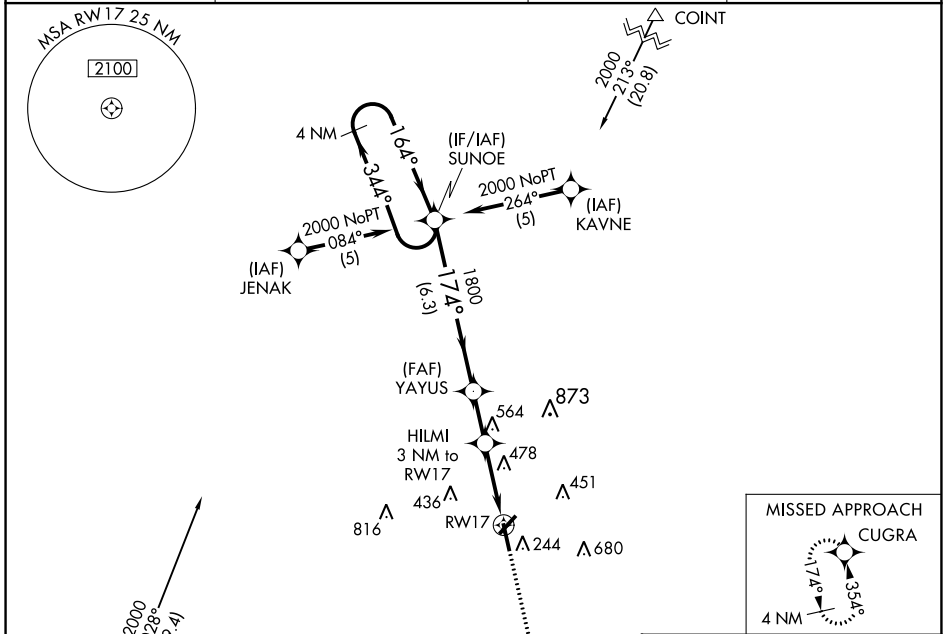 MSA RW17 25 NM
2100
COINT
2000
213°
(20.8)
4 NM
164°
344°
(IF/IAF)
SUNOE
2000 NoPT
264°
(5)
(IAF)
KAVNE
2000 NoPT
084°
(5)
(IAF)
JENAK
1800
174°
(6.3)
(FAF)
YAYUS
564
873
HILMI
3 NM to
RW17
478
436
451
816
RW17
244
680
2000
MISSED APPROACH
CUGRA
174°
354°
4 NM